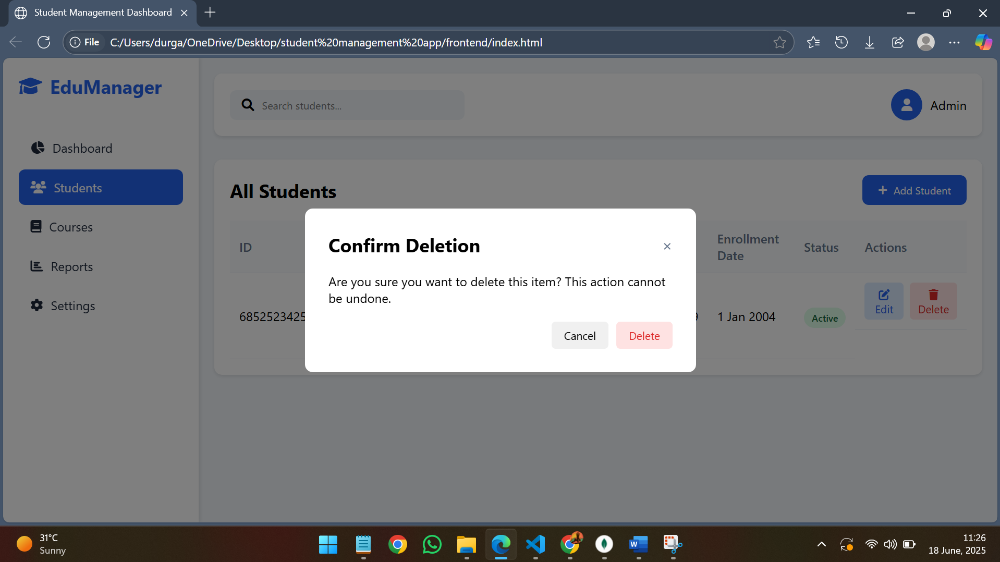 Student Management Dashboard
File C:/Users/durga/OneDrive/Desktop/student%20management%20app/frontend/index.html
EduManager
Search students...
Admin
Dashboard
Students
Courses
Reports
Settings
All Students
+ Add Student
ID
Enrollment
Date
Status
Actions
6852523425
9
1 Jan 2004
Active
Edit
Delete
Confirm Deletion
×
Are you sure you want to delete this item? This action cannot
be undone.
Cancel
Delete
31°C
Sunny
W
11:26
18 June, 2025